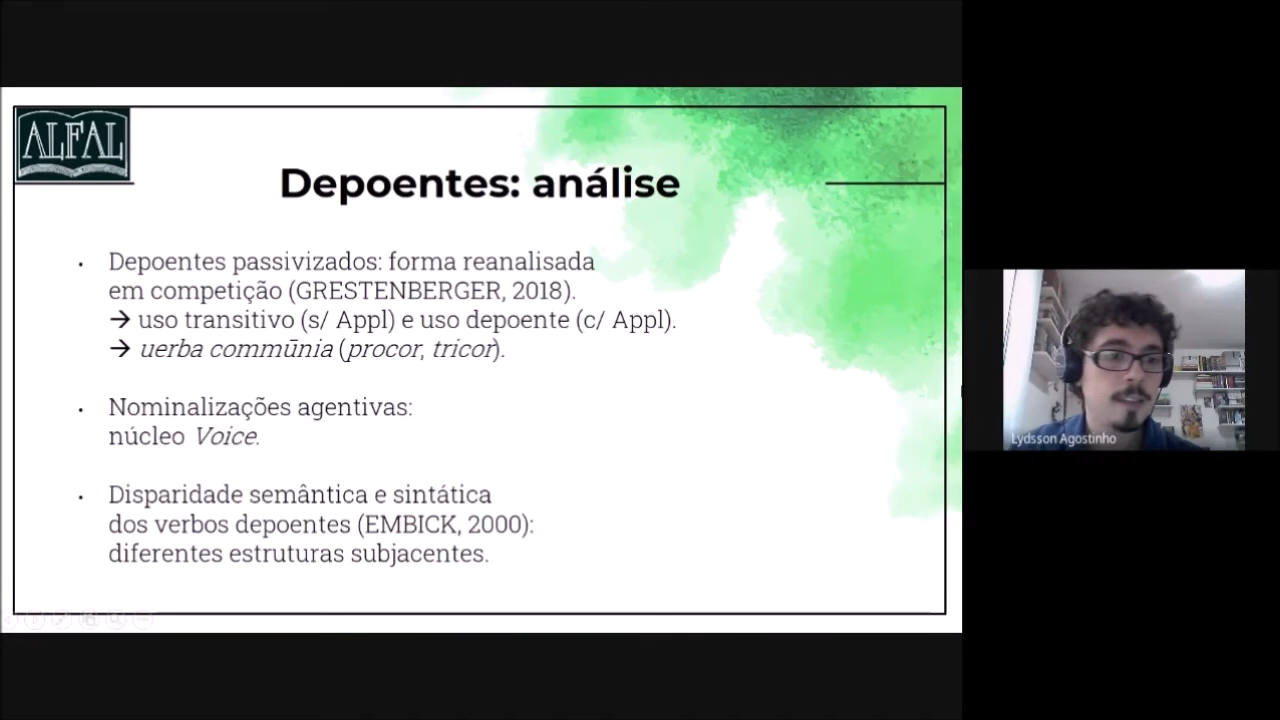 ALFAL
Depoentes: análise
• Depoentes passivizados: forma reanalisada
em competição (GRESTENBERGER, 2018).
→ uso transitivo (s/ Appl) e uso depoente (c/ Appl).
→ uerba commūnia (procor, tricor).
• Nominalizações agentivas:
núcleo Voice.
• Disparidade semântica e sintática
dos verbos depoentes (EMBICK, 2000):
diferentes estruturas subjacentes.
Lydsson Agostinho